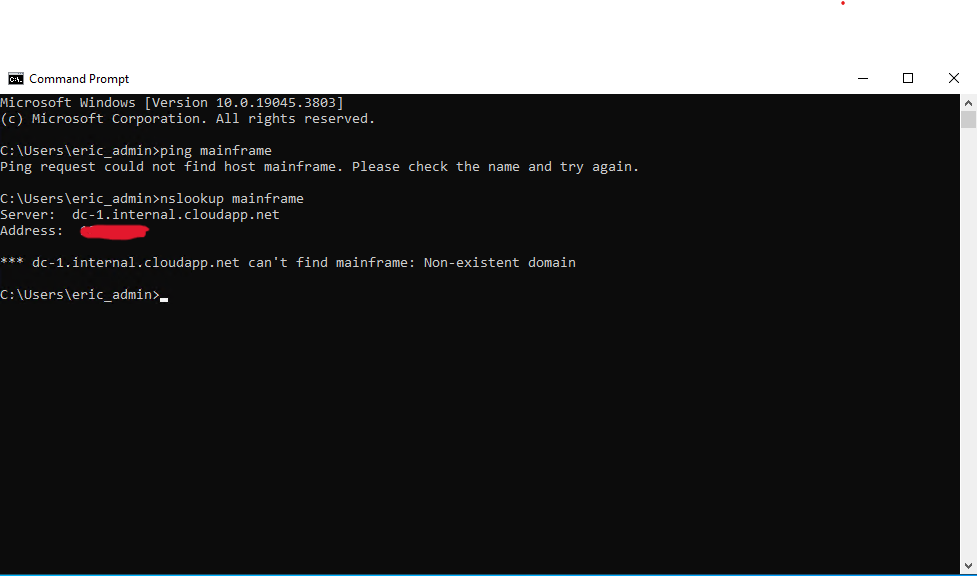 Command Prompt
Microsoft Windows [Version 10.0.19045.3803]
(c) Microsoft Corporation. All rights reserved.
C:\Users\eric_admin>ping mainframe
Ping request could not find host mainframe. Please check the name and try again.
C:\Users\eric_admin>nslookup mainframe
Server:  dc-1.internal.cloudapp.net
Address:
*** dc-1.internal.cloudapp.net can't find mainframe: Non-existent domain
C:\Users\eric_admin>